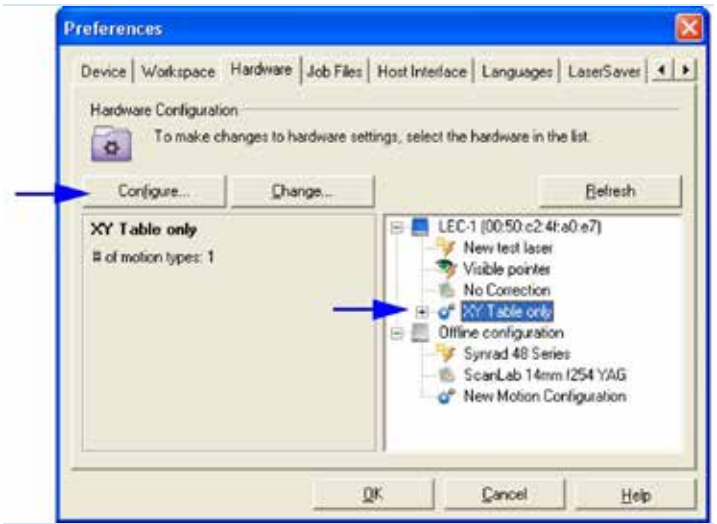 Preferences
Device Workspace Hardware Job Files Host Interface Languages LaserSaver
Hardware Configuration
To make changes to hardware settings, select the hardware in the list.
Configure... Change... Refresh
XY Table only
# of motion types: 1
LEC-1 (00:50:c2:4f:a0:e7)
New test laser
Visible pointer
No Correction
XY Table only
Offline configuration
Synrad 48 Series
ScanLab 14mm f254 YAG
New Motion Configuration
OK Cancel Help